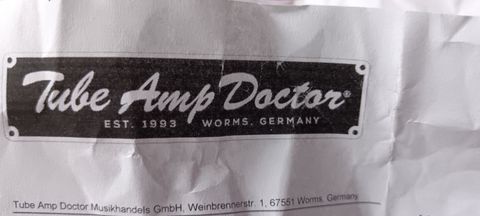 Tube Amp Doctor®
EST. 1993 WORMS, GERMANY
Tube Amp Doctor Musikhandels GmbH, Weinbrennerstr. 1, 67551 Worms, Germany